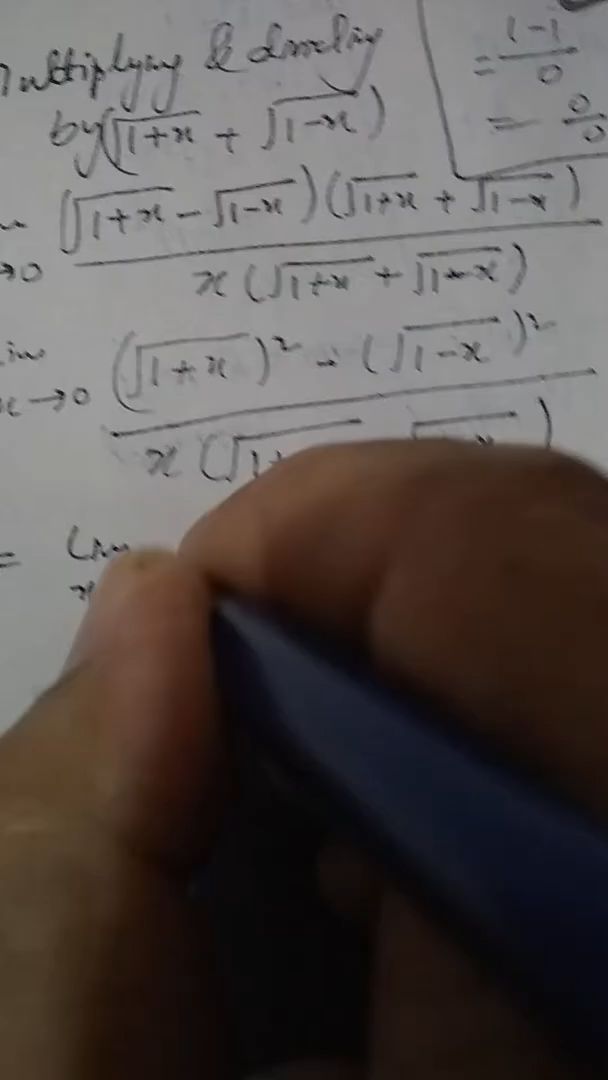 multiplying & dividing
by (√1+x + √1-x)
= 1-1/0
= 0/0
(√1+x - √1-x)(√1+x + √1-x)
→0
x(√1+x + √1-x)
(√1+x)² - (√1-x)²
x→0
x(√1+
= Lim
x